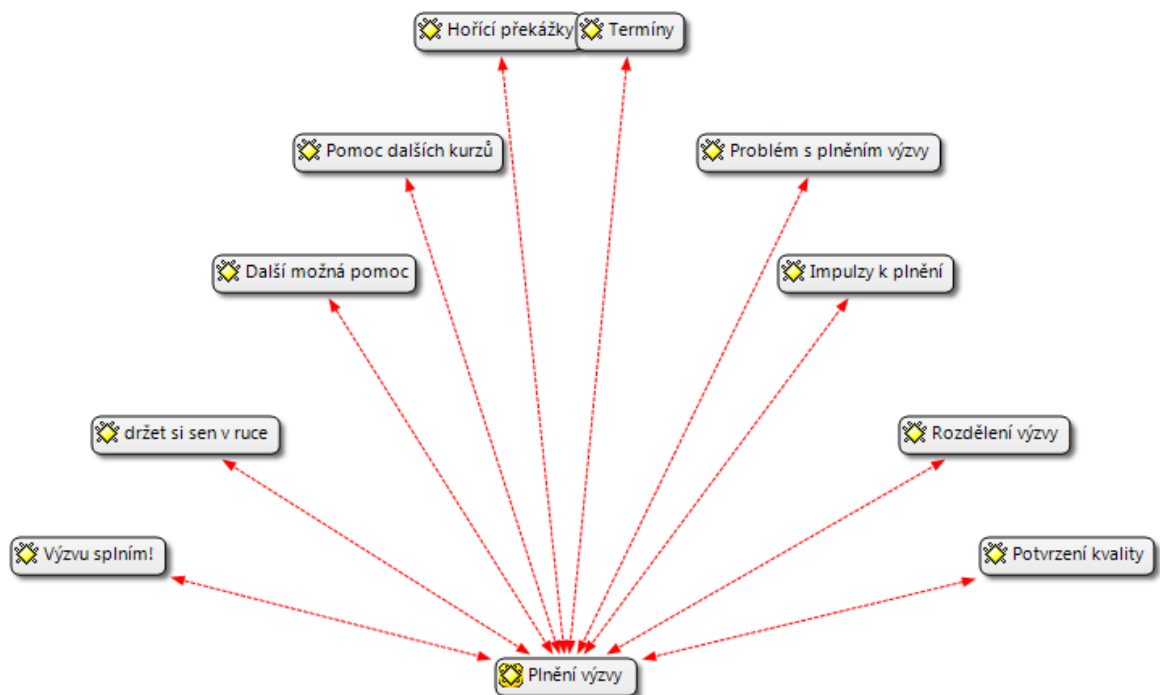 Hořící překážky
Termíny
Pomoc dalších kurzů
Problém s plněním výzvy
Další možná pomoc
Impulzy k plnění
držet si sen v ruce
Rozdělení výzvy
Výzvu splním!
Potvrzení kvality
Plnění výzvy